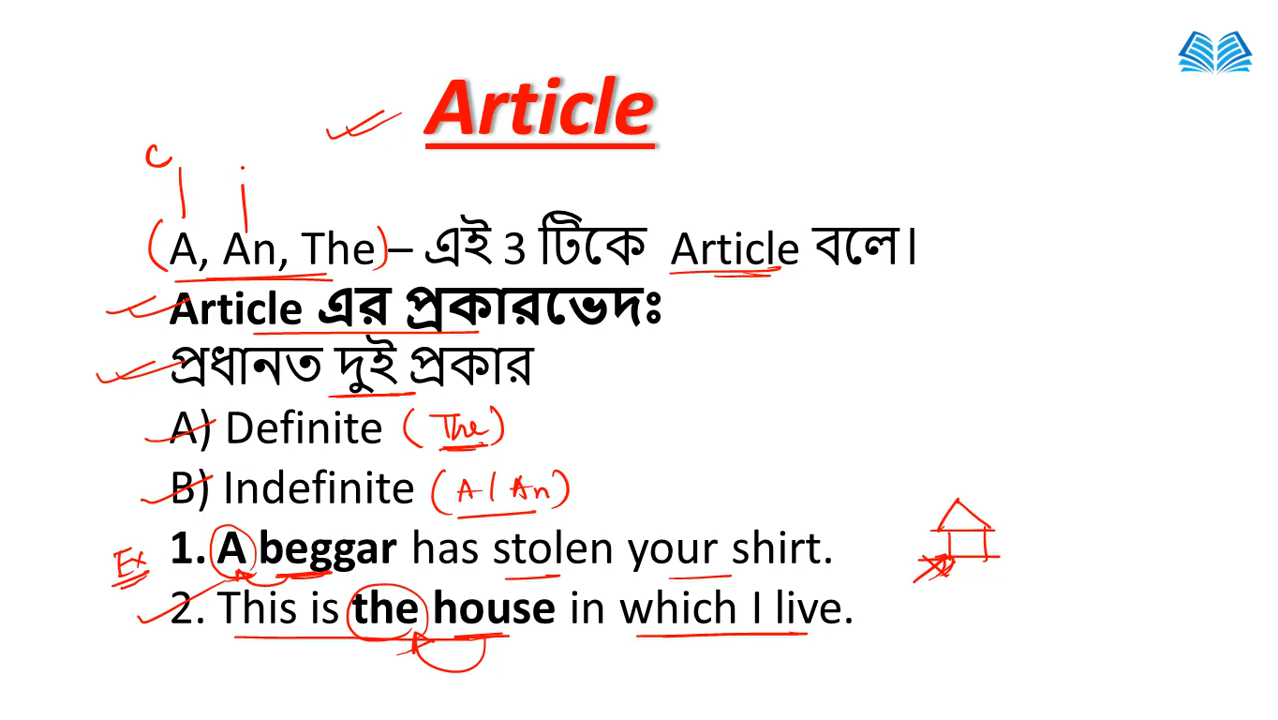 Article
A, An, The – এই 3 টিকে Article বলে।
Article এর প্রকারভেদঃ
প্রধানত দুই প্রকার
A) Definite (The)
B) Indefinite (A/An)
Ex
1. A beggar has stolen your shirt.
2. This is the house in which I live.